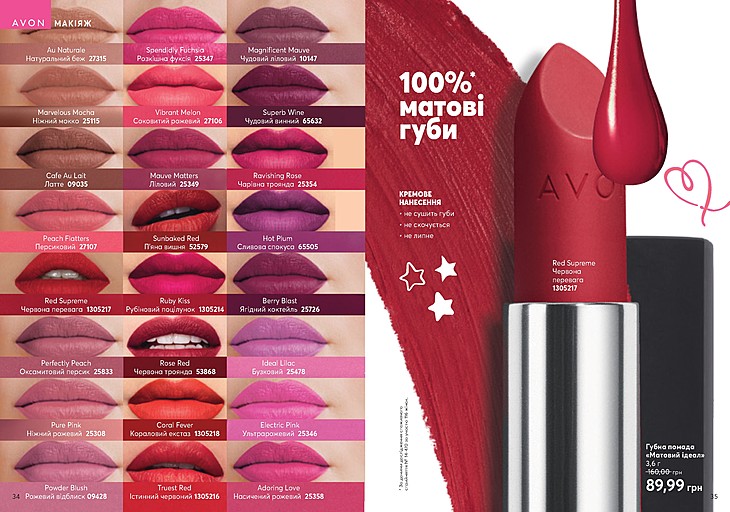 AVON МАКІЯЖ
Au Naturale
Натуральний беж 27315
Splendidly Fuchsia
Розкішна фуксія 25347
Magnificent Mauve
Чудовий ліловий 10147
Marvelous Mocha
Ніжний мокка 25115
Vibrant Melon
Соковитий рожевий 27106
Superb Wine
Чудовий винний 65632
Cafe Au Lait
Латте 09035
Mauve Matters
Ліловий 25349
Ravishing Rose
Чарівна троянда 25354
Peach Flatters
Персиковий 27107
Sunbaked Red
П'яна вишня 52579
Hot Plum
Сливова спокуса 65505
Red Supreme
Червона перевага 1305217
Ruby Kiss
Рубіновий поцілунок 1305214
Berry Blast
Ягідний коктейль 25726
Perfectly Peach
Оксамитовий персик 25833
Rose Red
Червона троянда 53868
Ideal Lilac
Бузковий 25478
Pure Pink
Ніжний рожевий 25308
Coral Fever
Кораловий екстаз 1305218
Electric Pink
Ультрарожевий 25346
Powder Blush
Рожевий відблиск 09428
Truest Red
Істинний червоний 1305216
Adoring Love
Насичений рожевий 25358
34
100%*
матові
губи
КРЕМОВЕ
НАНЕСЕННЯ
• не сушить губи
• не скочується
• не липне
AVO
Red Supreme
Червона
перевага
1305217
Губна помада
«Матовий ідеал»
3,6 г
160,00 грн
89,99 грн
35